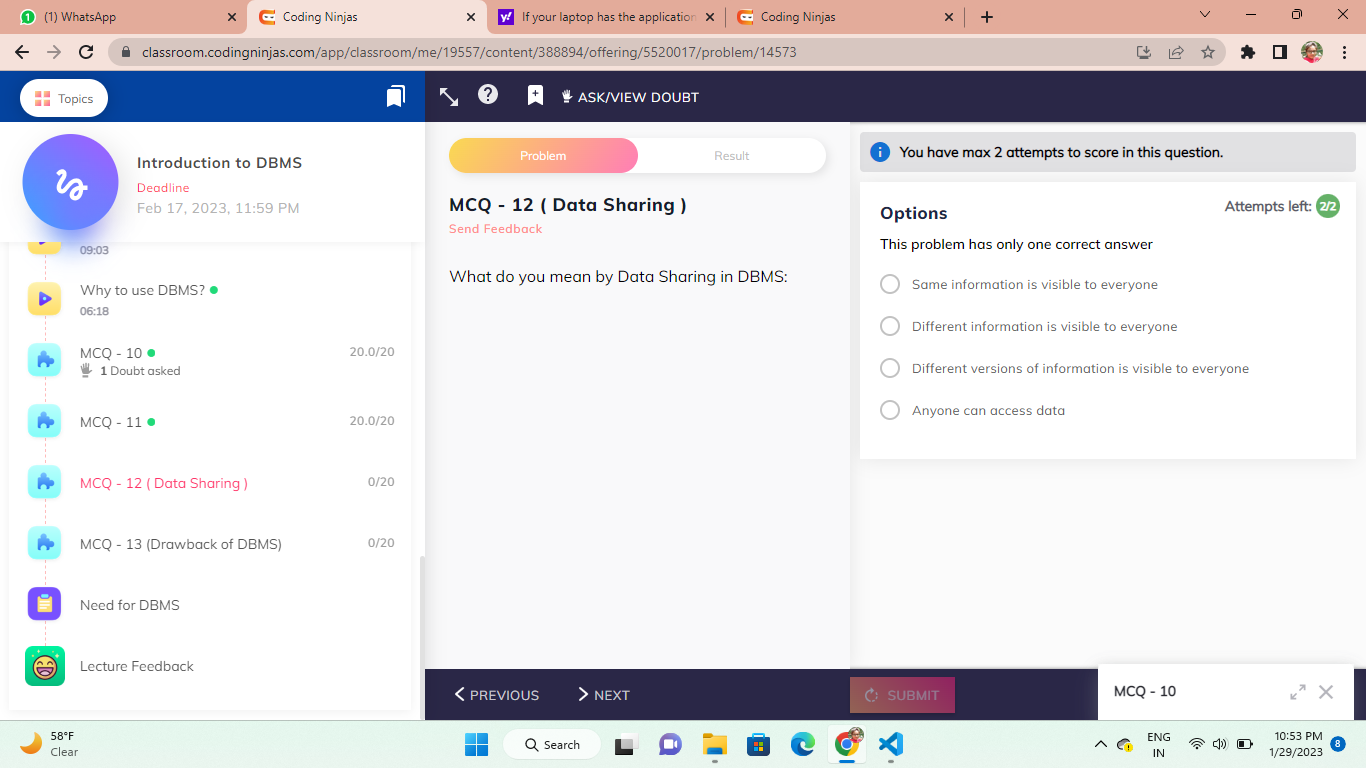 (1) WhatsApp
Coding Ninjas
If your laptop has the application
Coding Ninjas
classroom.codingninjas.com/app/classroom/me/19557/content/388894/offering/5520017/problem/14573
Topics
ASK/VIEW DOUBT
Introduction to DBMS
Deadline
Feb 17, 2023, 11:59 PM
09:03
Why to use DBMS?
06:18
MCQ - 10
20.0/20
1 Doubt asked
MCQ - 11
20.0/20
MCQ - 12 ( Data Sharing )
0/20
MCQ - 13 (Drawback of DBMS)
0/20
Need for DBMS
Lecture Feedback
Problem
Result
MCQ - 12 ( Data Sharing )
Send Feedback
What do you mean by Data Sharing in DBMS:
You have max 2 attempts to score in this question.
Options
Attempts left: 2/2
This problem has only one correct answer
Same information is visible to everyone
Different information is visible to everyone
Different versions of information is visible to everyone
Anyone can access data
PREVIOUS
NEXT
SUBMIT
MCQ - 10
58°F
Clear
Search
ENG
IN
10:53 PM
1/29/2023
8